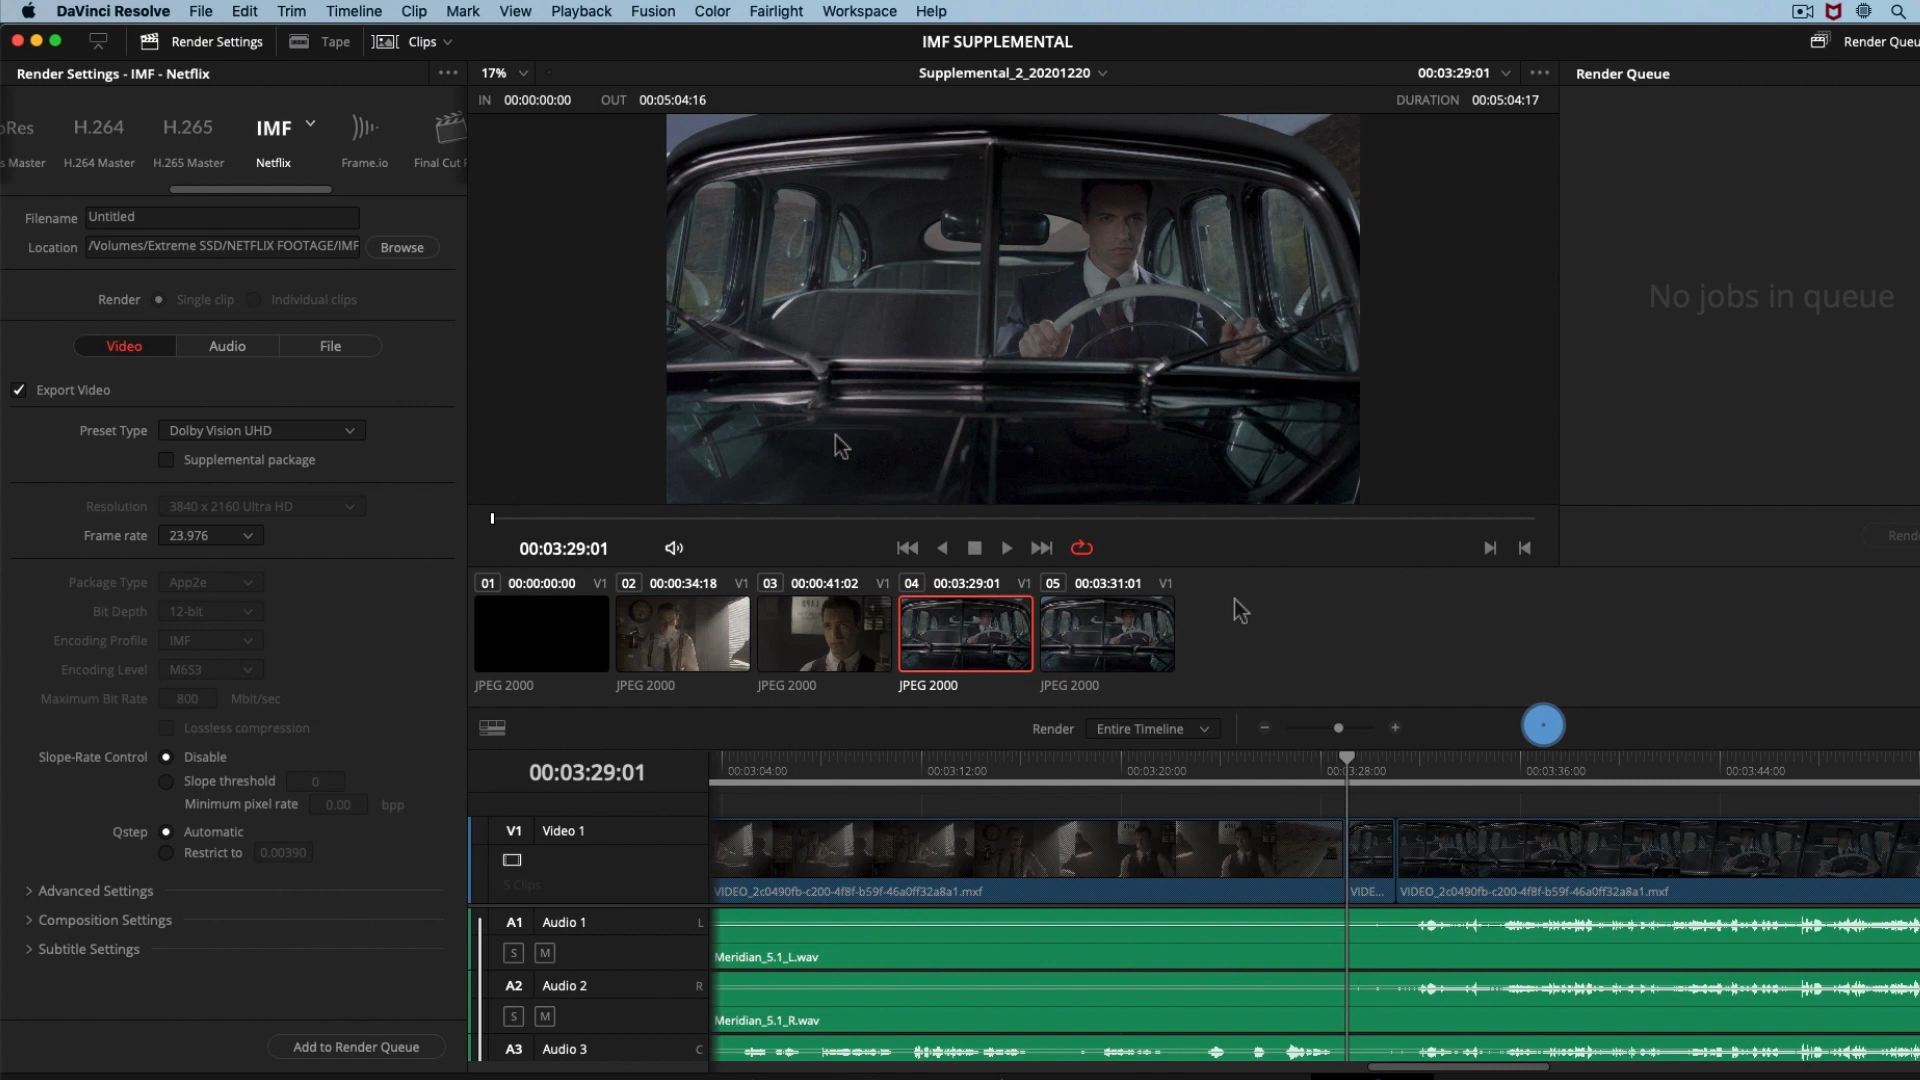 DaVinci Resolve File Edit Trim Timeline Clip Mark View Playback Fusion Color Fairlight Workspace Help
Render Settings Tape Clips IMF SUPPLEMENTAL Render Queu
Render Settings - IMF - Netflix 17% Supplemental_2_20201220 00:03:29:01 Render Queue
IN 00:00:00:00 OUT 00:05:04:16 DURATION 00:05:04:17
oRes H.264 H.265 IMF
s Master H.264 Master H.265 Master Netflix Frame.io Final Cut P
Filename Untitled
Location /Volumes/Extreme SSD/NETFLIX FOOTAGE/IMF Browse
Render Single clip Individual clips
No jobs in queue
Video Audio File
Export Video
Preset Type Dolby Vision UHD
Supplemental package
Resolution 3840 x 2160 Ultra HD
Frame rate 23.976
Rende
00:03:29:01
Package Type App2e
Bit Depth 12-bit
Encoding Profile IMF
Encoding Level M6S3
Maximum Bit Rate 800 Mbit/sec
Lossless compression
01 00:00:00:00 V1 02 00:00:34:18 V1 03 00:00:41:02 V1 04 00:03:29:01 V1 05 00:03:31:01 V1
JPEG 2000 JPEG 2000 JPEG 2000 JPEG 2000 JPEG 2000
Render Entire Timeline
Slope-Rate Control Disable
Slope threshold 0
Minimum pixel rate 0.00 bpp
Qstep Automatic
Restrict to 0.00390
Advanced Settings
Composition Settings
Subtitle Settings
Add to Render Queue
00:03:29:01 00:03:04:00 00:03:12:00 00:03:20:00 00:03:28:00 00:03:36:00 00:03:44:00
V1 Video 1
5 Clips
VIDEO_2c0490fb-c200-4f8f-b59f-46a0ff32a8a1.mxf VIDE... VIDEO_2c0490fb-c200-4f8f-b59f-46a0ff32a8a1.mxf
A1 Audio 1 L
S M
Meridian_5.1_L.wav
A2 Audio 2 R
S M
Meridian_5.1_R.wav
A3 Audio 3 C